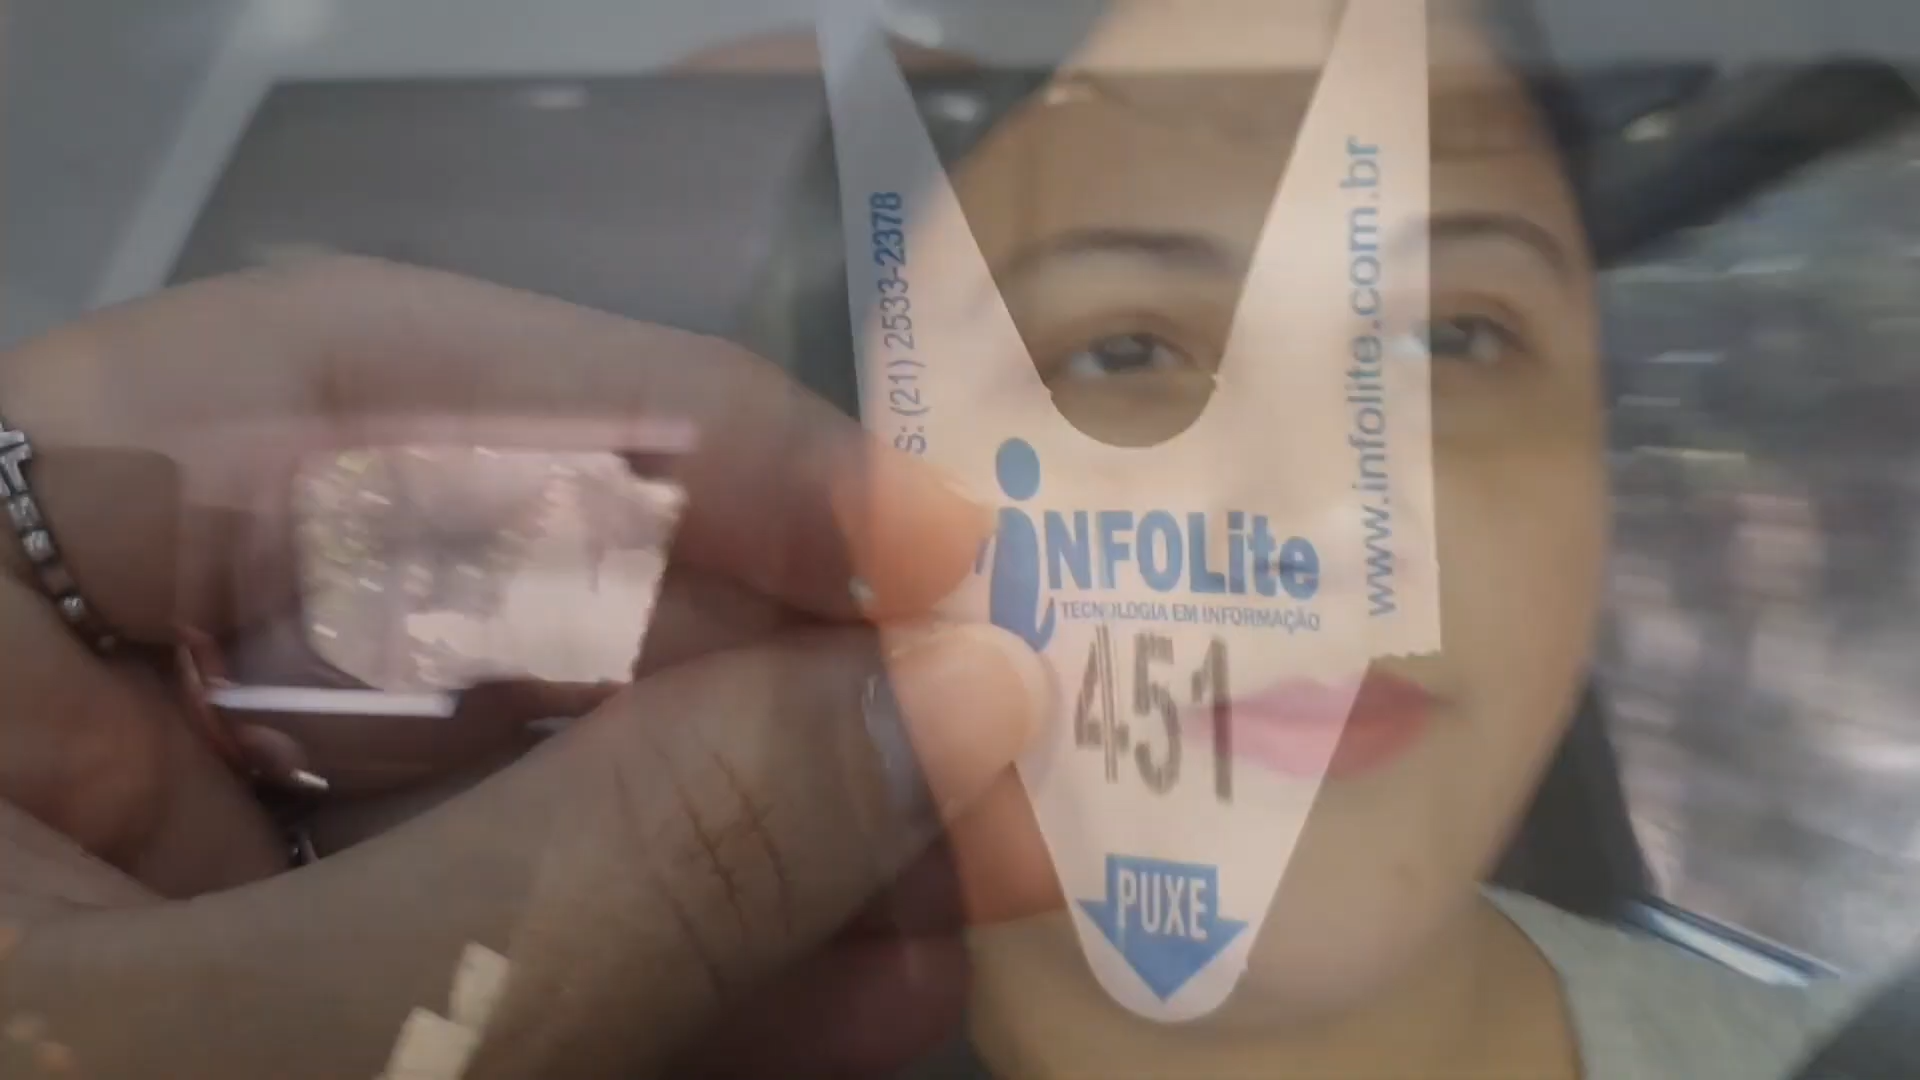 S: (21) 2533-2378
www.infolite.com.br
iNFOLite
TECNOLOGIA EM INFORMAÇÃO
451
PUXE